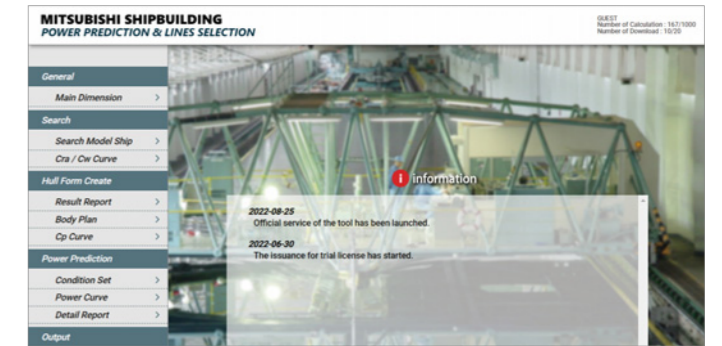 MITSUBISHI SHIPBUILDING
POWER PREDICTION & LINES SELECTION
GUEST
Number of Calculation : 167/1000
Number of Download : 10/20
General
Main Dimension >
Search
Search Model Ship >
Cra / Cw Curve >
Hull Form Create
Result Report >
Body Plan >
Cp Curve >
Power Prediction
Condition Set >
Power Curve >
Detail Report >
Output
i information
2022-08-25
Official service of the tool has been launched.
2022-06-30
The issuance for trial license has started.